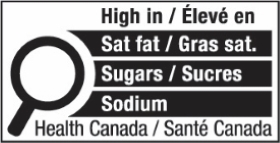 High in / Élevé en
Sat fat / Gras sat.
Sugars / Sucres
Sodium
Health Canada / Santé Canada